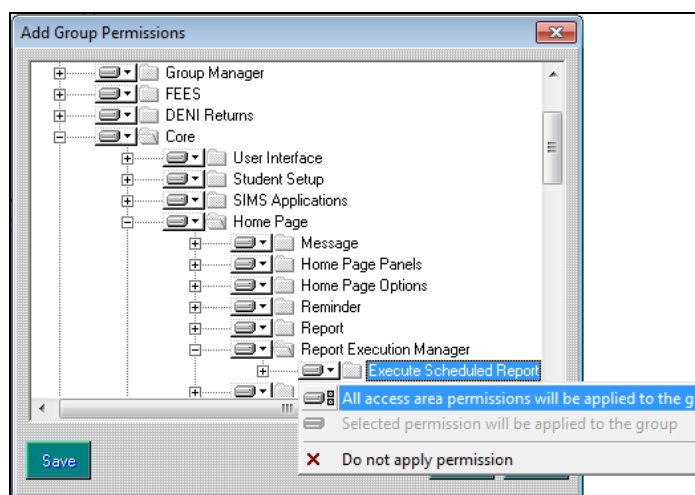 Add Group Permissions
Group Manager
FEES
DENI Returns
Core
User Interface
Student Setup
SIMS Applications
Home Page
Message
Home Page Panels
Home Page Options
Reminder
Report
Report Execution Manager
Execute Scheduled Report
All access area permissions will be applied to the g
Selected permission will be applied to the group
Do not apply permission
Save